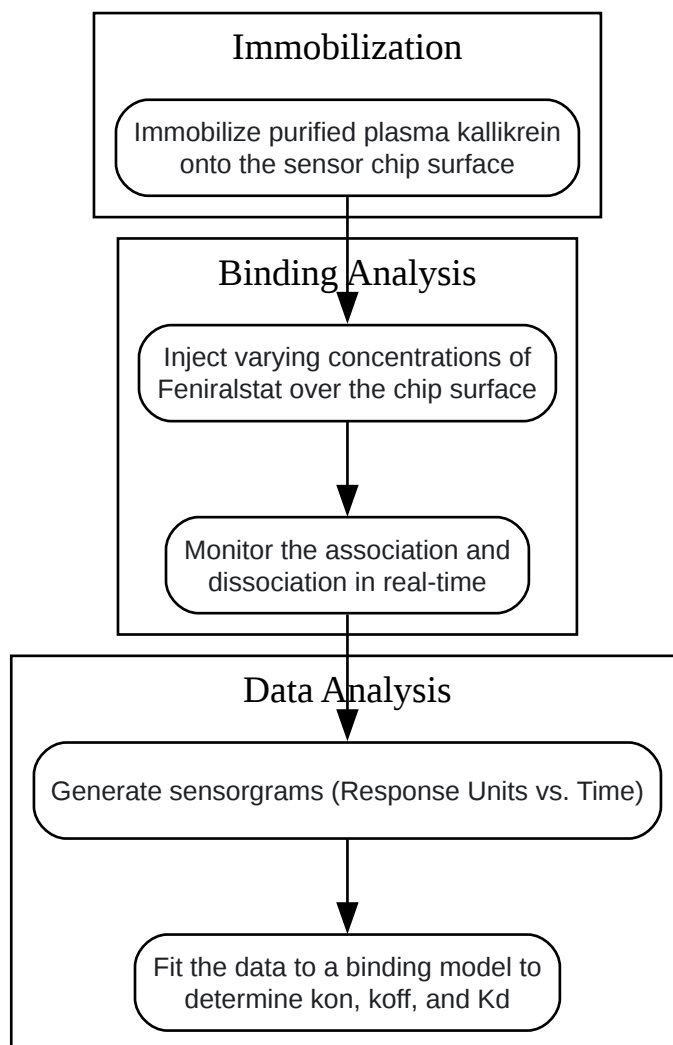 Immobilization
Immobilize purified plasma kallikrein
onto the sensor chip surface
Binding Analysis
Inject varying concentrations of
Feniralstat over the chip surface
Monitor the association and
dissociation in real-time
Data Analysis
Generate sensorgrams (Response Units vs. Time)
Fit the data to a binding model to
determine kon, koff, and Kd